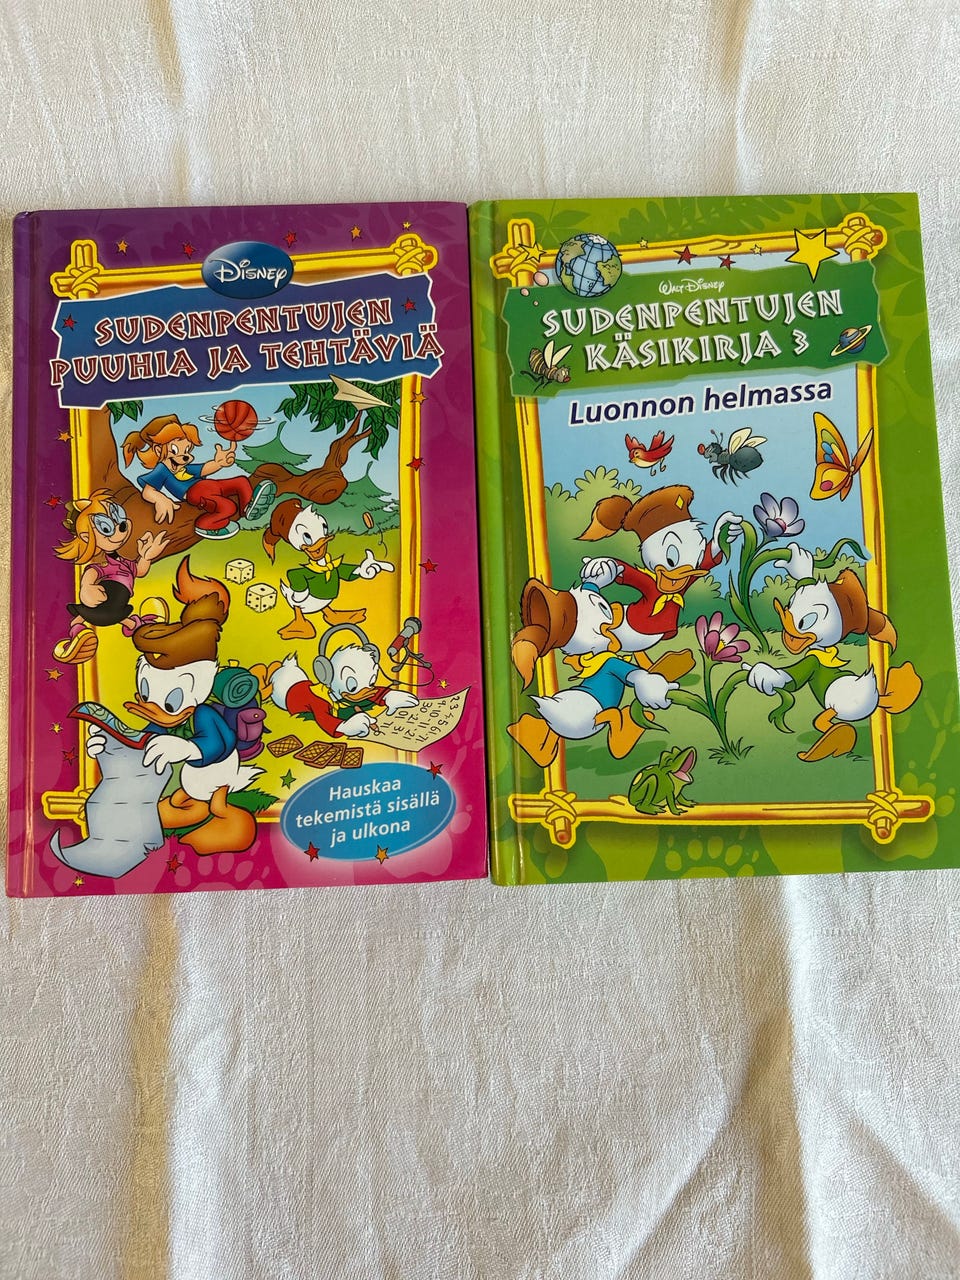 Disney
SUDENPENTUJEN
PUUHIA JA TEHTÄVIÄ
Hauskaa
tekemistä sisällä
ja ulkona
WALT DISNEY
SUDENPENTUJEN
KÄSIKIRJA 3
Luonnon helmassa